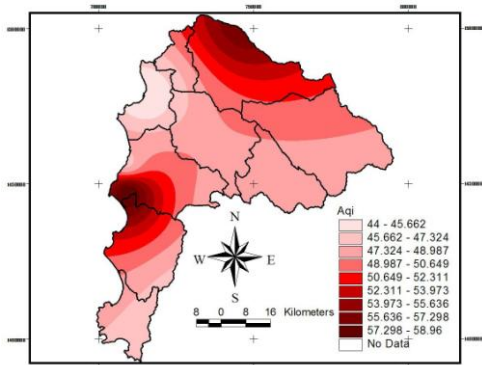 N
W
E
S
8 0 8 16 Kilometers
Aqi
44 - 45.662
45.662 - 47.324
47.324 - 48.987
48.987 - 50.649
50.649 - 52.311
52.311 - 53.973
53.973 - 55.636
55.636 - 57.298
57.298 - 58.96
No Data